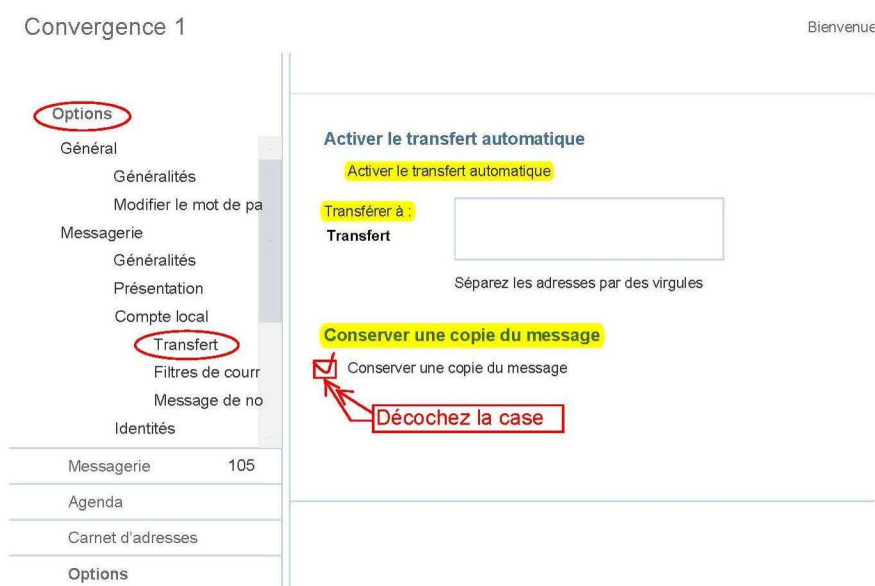 Convergence 1
Bienvenue
Options
Général
Généralités
Modifier le mot de pa
Messagerie
Généralités
Présentation
Compte local
Transfert
Filtres de courr
Message de no
Identités
Messagerie 105
Agenda
Carnet d'adresses
Options
Activer le transfert automatique
Activer le transfert automatique
Transférer à :
Transfert
Séparez les adresses par des virgules
Conserver une copie du message
Conserver une copie du message
Décochez la case